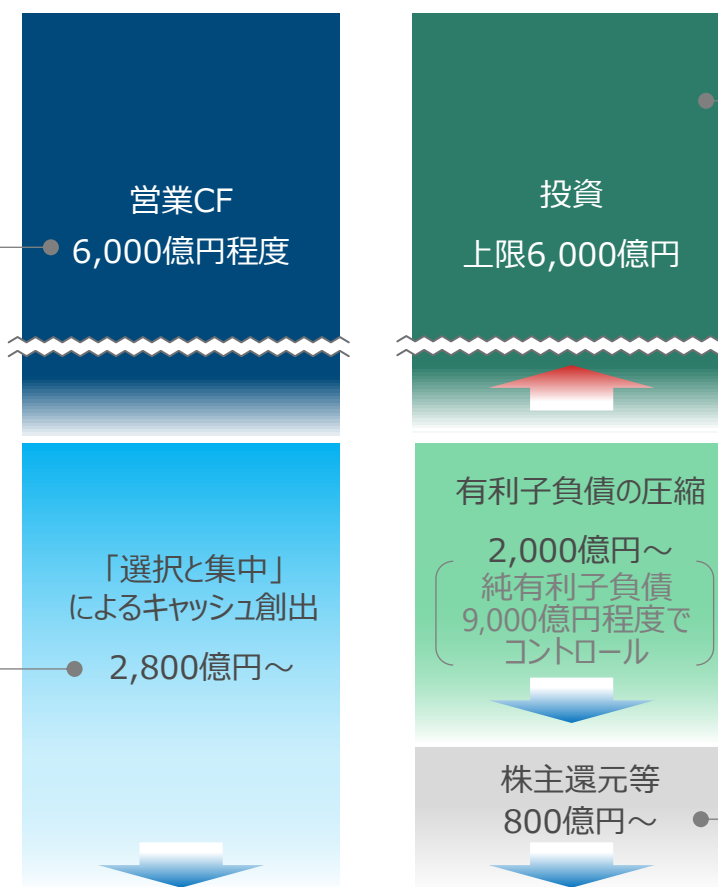 営業CF
6,000億円程度
「選択と集中」
によるキャッシュ創出
2,800億円～
投資
上限6,000億円
有利子負債の圧縮
2,000億円～
純有利子負債
9,000億円程度で
コントロール
株主還元等
800億円～